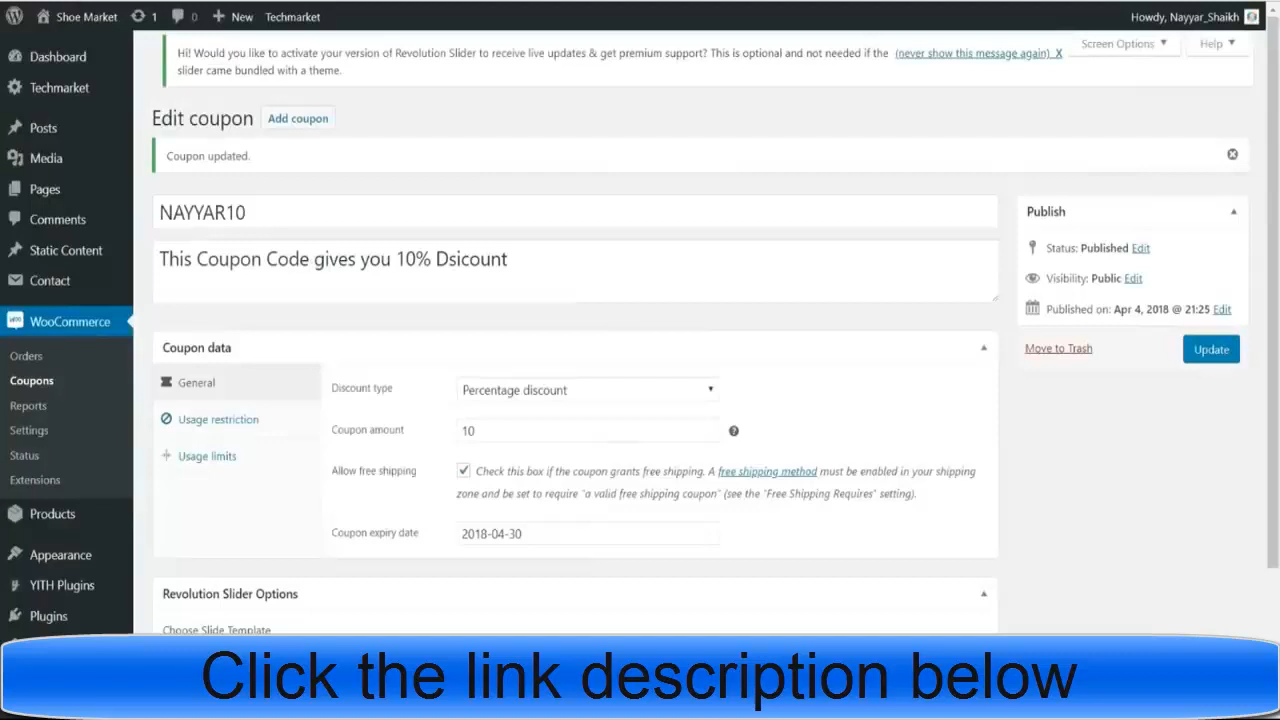 Shoe Market 1 0 New Techmarket Howdy, Nayyar_Shaikh
Dashboard
Techmarket
Posts
Media
Pages
Comments
Static Content
Contact
WooCommerce
Orders
Coupons
Reports
Settings
Status
Extensions
Products
Appearance
YITH Plugins
Plugins
Screen Options Help
Hi! Would you like to activate your version of Revolution Slider to receive live updates & get premium support? This is optional and not needed if the (never show this message again) X
slider came bundled with a theme.
Edit coupon Add coupon
Coupon updated.
NAYYAR10
This Coupon Code gives you 10% Dsicount
Coupon data
General
Usage restriction
Usage limits
Discount type Percentage discount
Coupon amount 10
Allow free shipping Check this box if the coupon grants free shipping. A free shipping method must be enabled in your shipping
zone and be set to require "a valid free shipping coupon" (see the "Free Shipping Requires" setting).
Coupon expiry date 2018-04-30
Revolution Slider Options
Choose Slide Template
Publish
Status: Published Edit
Visibility: Public Edit
Published on: Apr 4, 2018 @ 21:25 Edit
Move to Trash Update
Click the link description below